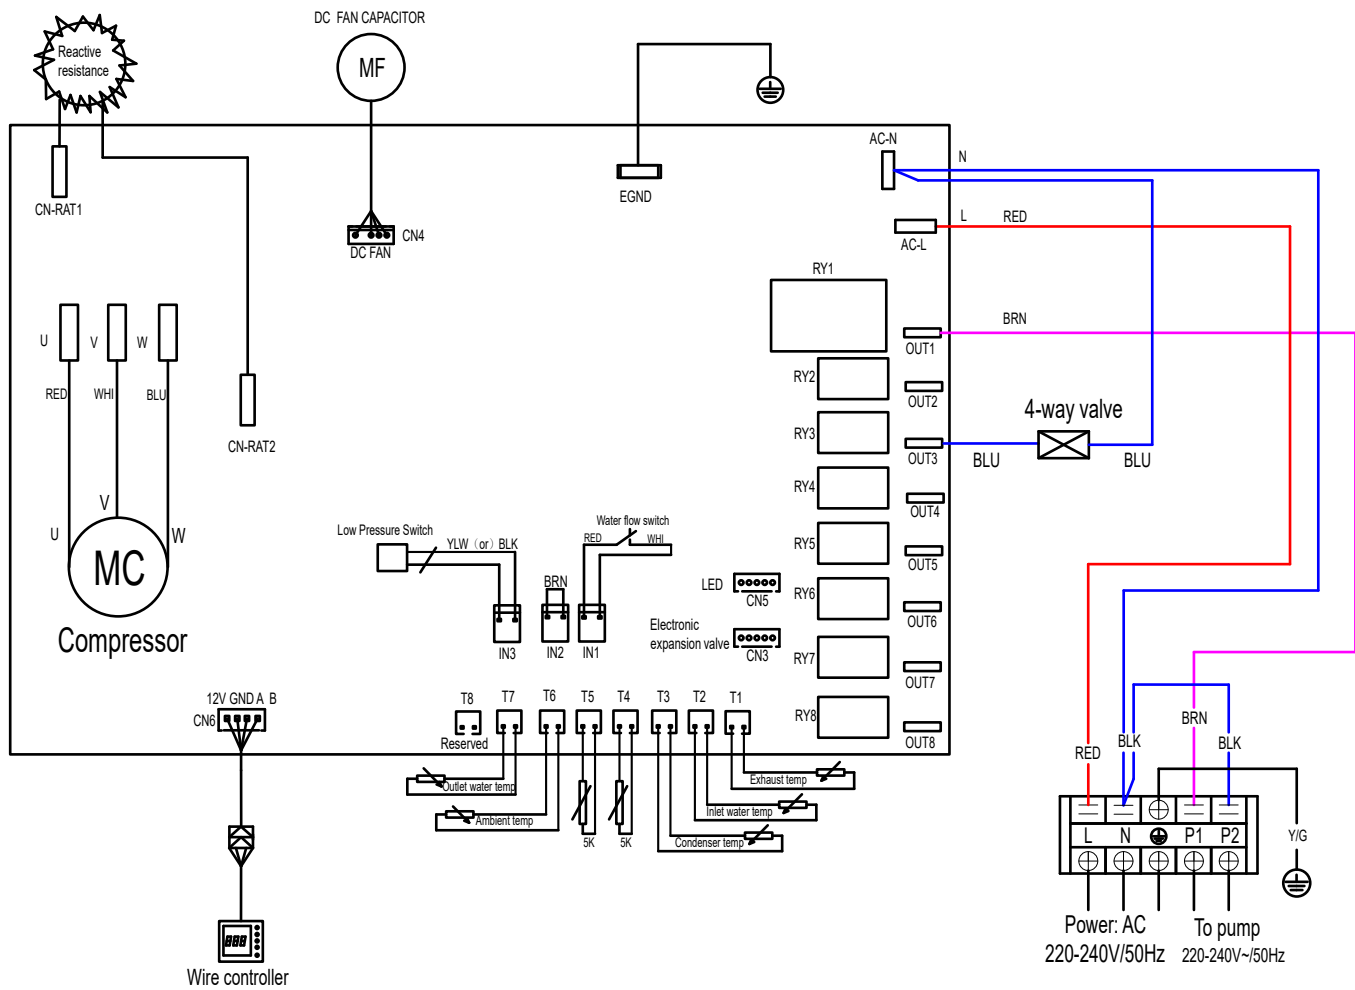 DC FAN CAPACITOR
Reactive
resistance
MF
AC-N
N
CN-RAT1
EGND
L
RED
CN4
DC FAN
AC-L
RY1
BRN
OUT1
U
V
W
RED
WHI
BLU
RY2
OUT2
4-way valve
RY3
OUT3
BLU
BLU
CN-RAT2
RY4
OUT4
V
U
W
MC
Compressor
Low Pressure Switch
YLW（or）BLK
Water flow switch
RED
WHI
RY5
OUT5
BRN
LED
CN5
RY6
OUT6
IN3
IN2
IN1
Electronic
expansion valve
CN3
RY7
OUT7
12V GND A B
CN6
T8
T7
T6
T5
T4
T3
T2
T1
Reserved
RY8
OUT8
BRN
RED
BLK
BLK
Outlet water temp
Exhaust temp
Ambient temp
Inlet water temp
5K
5K
Condenser temp
L
N
P1
P2
Y/G
Power: AC
220-240V/50Hz
To pump
220-240V~/50Hz
888
Wire controller